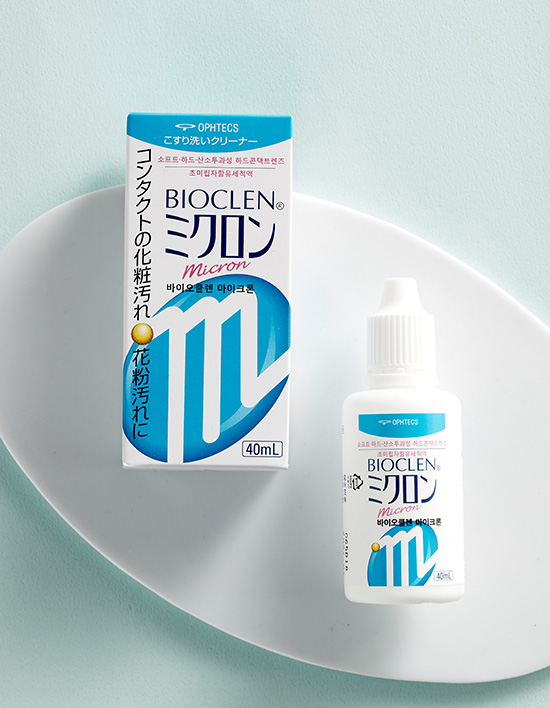 OPHTECS
こすり洗いクリーナー
소프트·하드·산소투과성 하드콘택트렌즈
초미립자함유세척액
BIOCLEN®
ミクロン
Micron
바이오클렌 마이크론
コンタクトの化粧汚れ
花粉汚れに
m
40mL
OPHTECS
소프트·하드·산소투과성 하드콘택트렌즈
초미립자함유세척액
BIOCLEN®
ミクロン
Micron
바이오클렌 마이크론
m
40mL